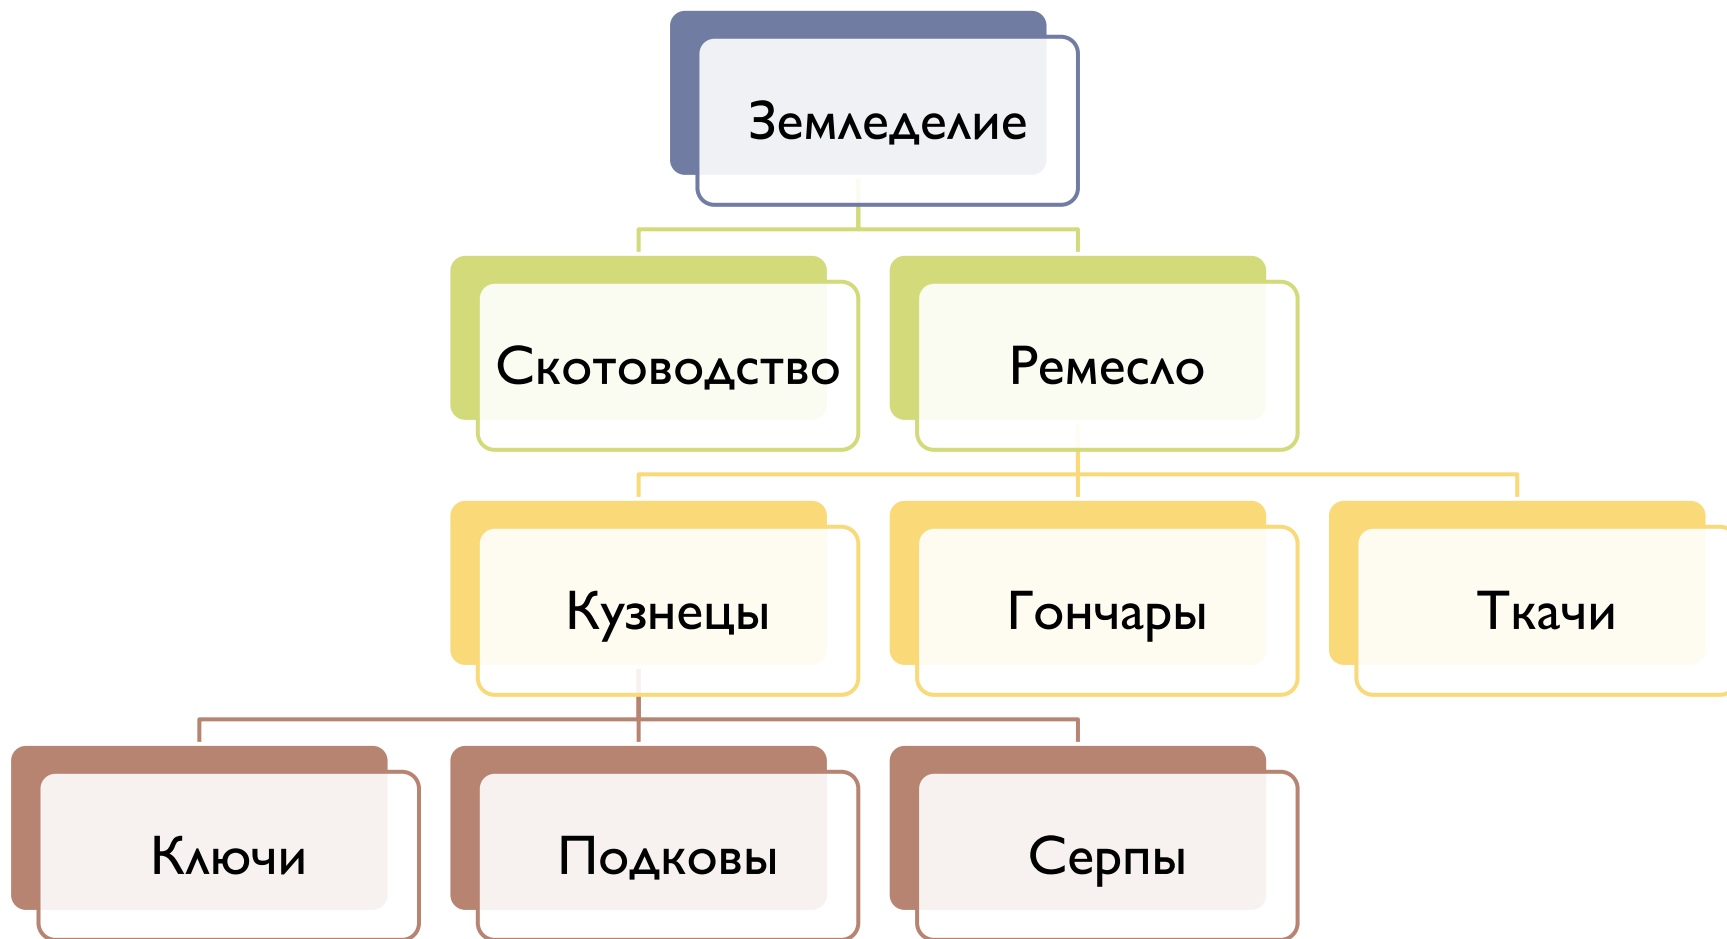 Земледелие
Скотоводство
Ремесло
Кузнецы
Гончары
Ткачи
Ключи
Подковы
Серпы